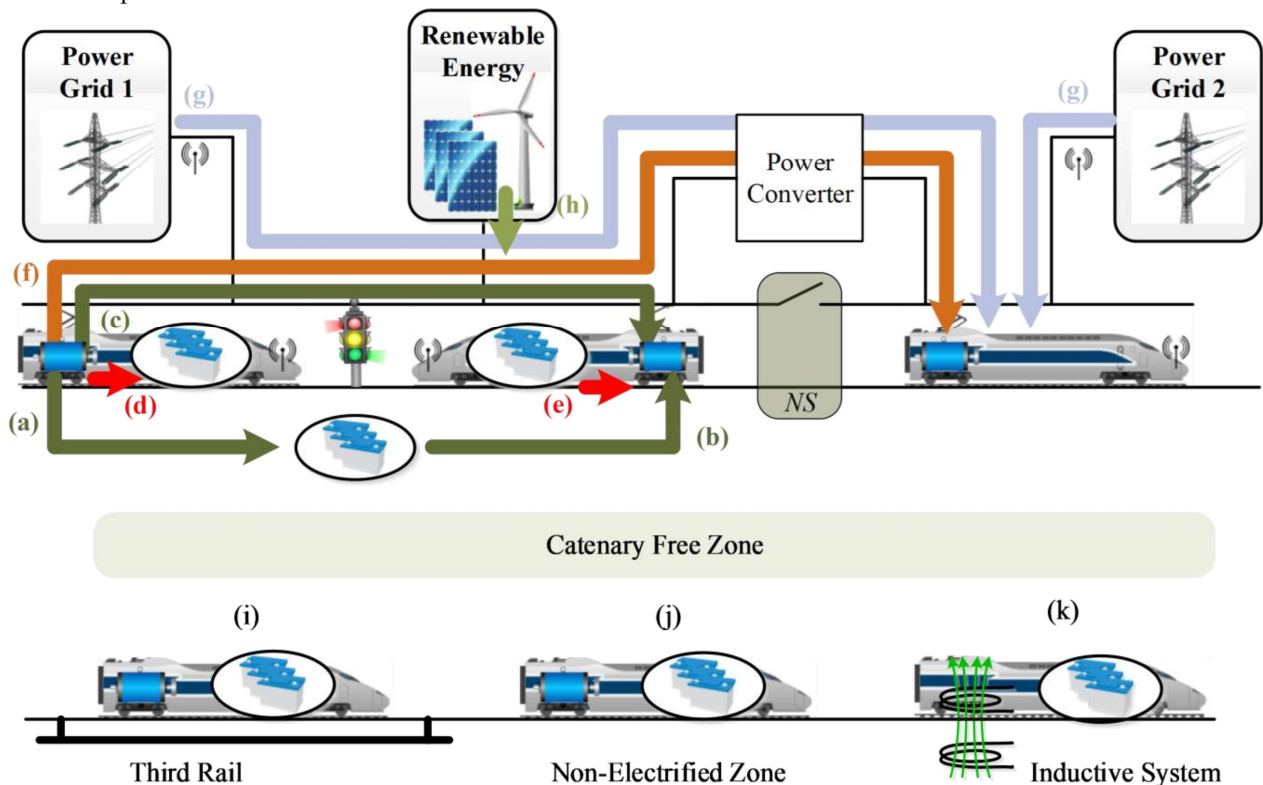 Power
Grid 1
Renewable
Energy
Power
Grid 2
(g)
(g)
Power
Converter
(h)
(f)
(c)
(d)
(e)
NS
(a)
(b)
Catenary Free Zone
(i)
(j)
(k)
Third Rail
Non-Electrified Zone
Inductive System